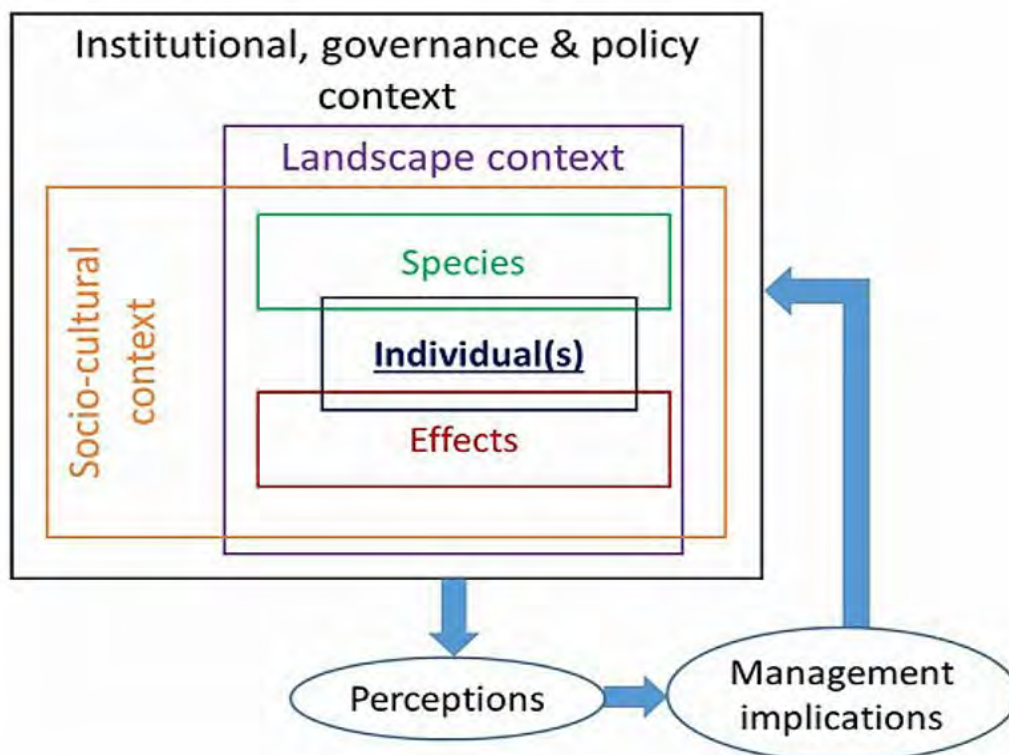 Institutional, governance & policy
context
Landscape context
Socio-cultural
context
Species
Individual(s)
Effects
Perceptions
Management
implications